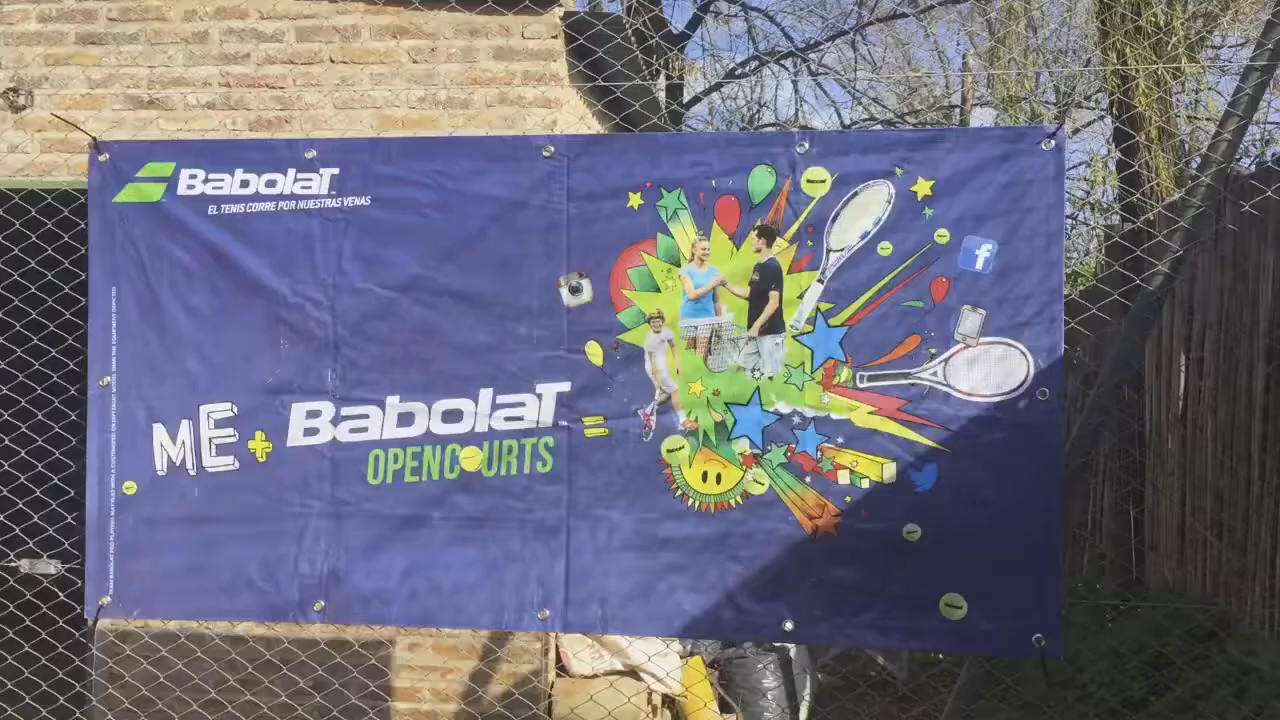 BabolaT
EL TENIS CORRE POR NUESTRAS VENAS
ME + BabolaT =
OPENCOURTS
f